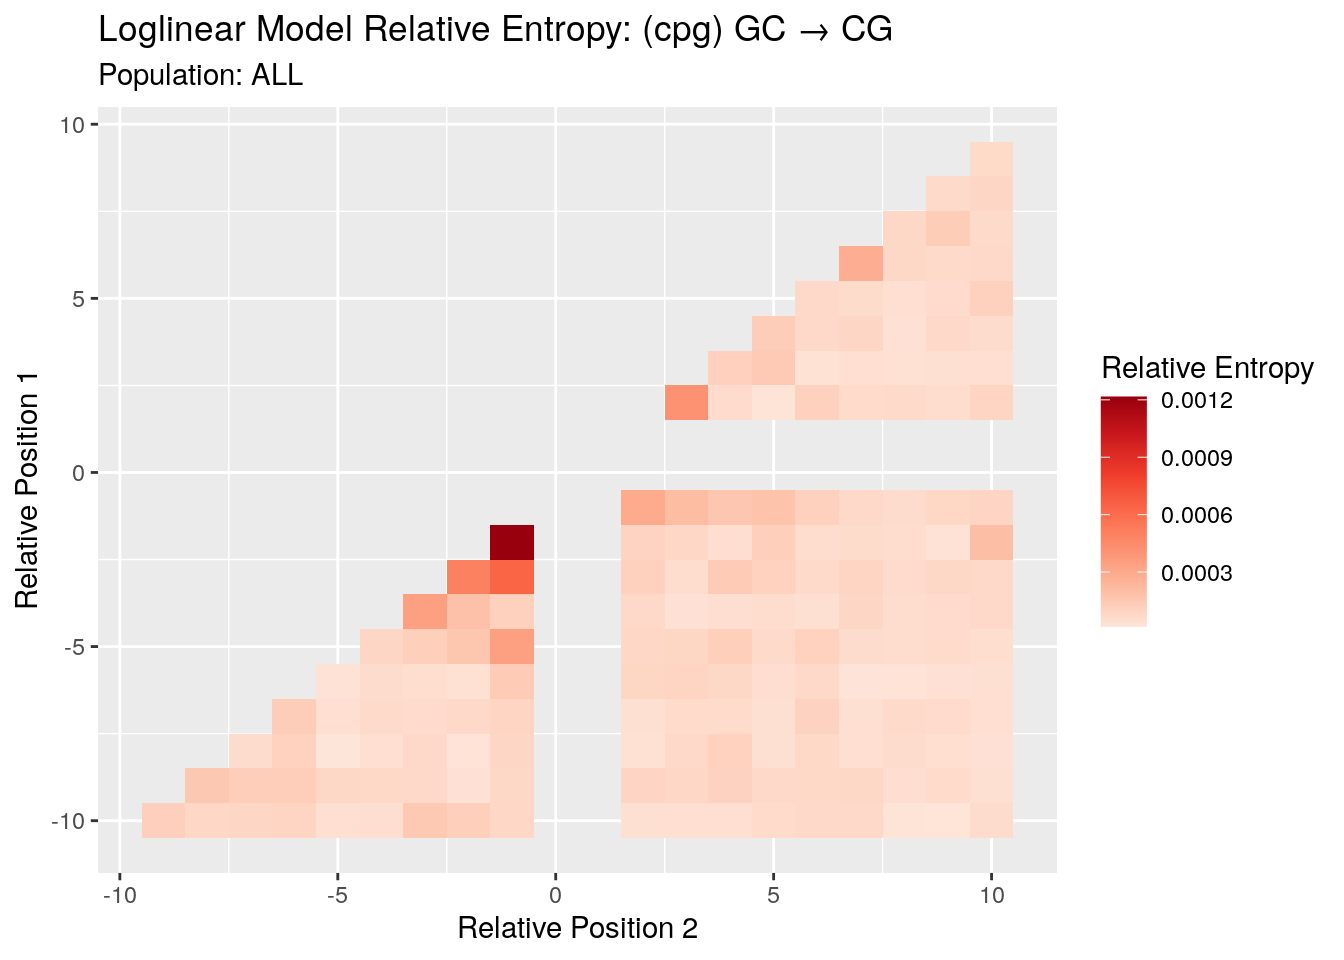 Loglinear Model Relative Entropy: (cpg) GC → CG
Population: ALL
10
5
0
-5
-10
-10
-5
0
5
10
Relative Position 1
Relative Position 2
Relative Entropy
0.0012
0.0009
0.0006
0.0003